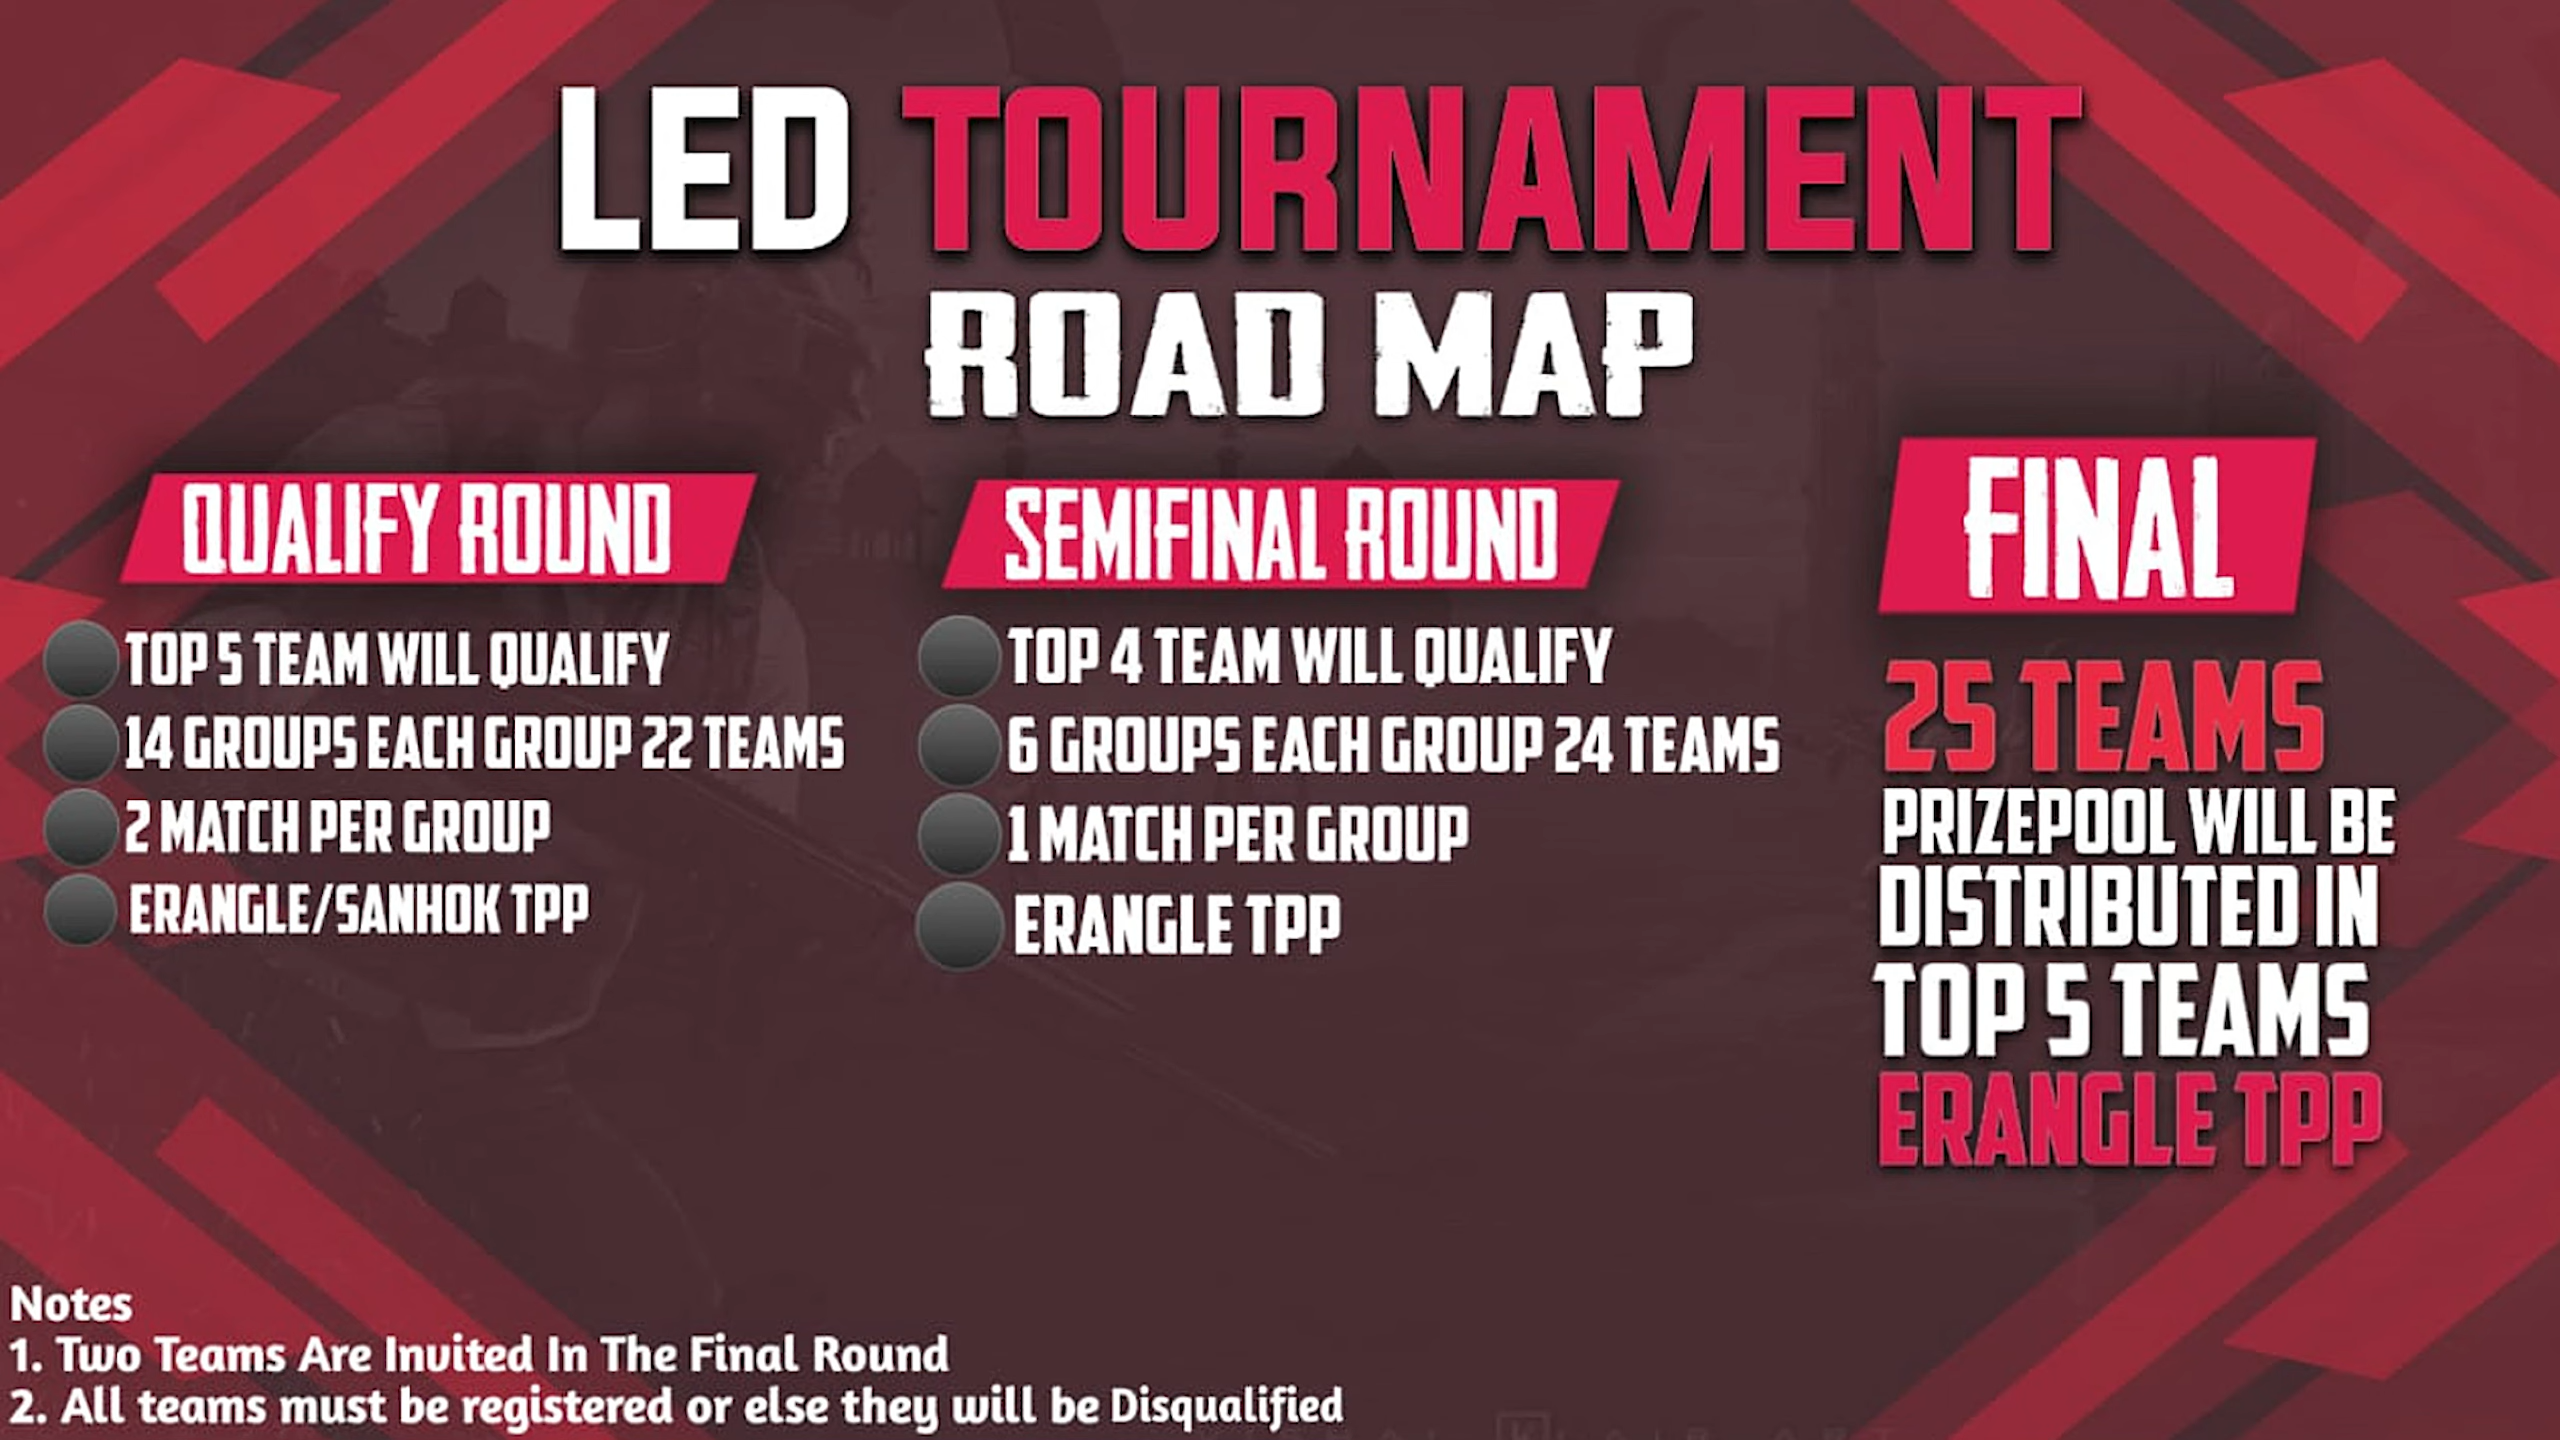 LED TOURNAMENT
ROAD MAP
QUALIFY ROUND
TOP 5 TEAM WILL QUALIFY
14 GROUPS EACH GROUP 22 TEAMS
2 MATCH PER GROUP
ERANGLE/SANHOK TPP
SEMIFINAL ROUND
TOP 4 TEAM WILL QUALIFY
6 GROUPS EACH GROUP 24 TEAMS
1 MATCH PER GROUP
ERANGLE TPP
FINAL
25 TEAMS
PRIZEPOOL WILL BE
DISTRIBUTED IN
TOP 5 TEAMS
ERANGLE TPP
Notes
1. Two Teams Are Invited In The Final Round
2. All teams must be registered or else they will be Disqualified